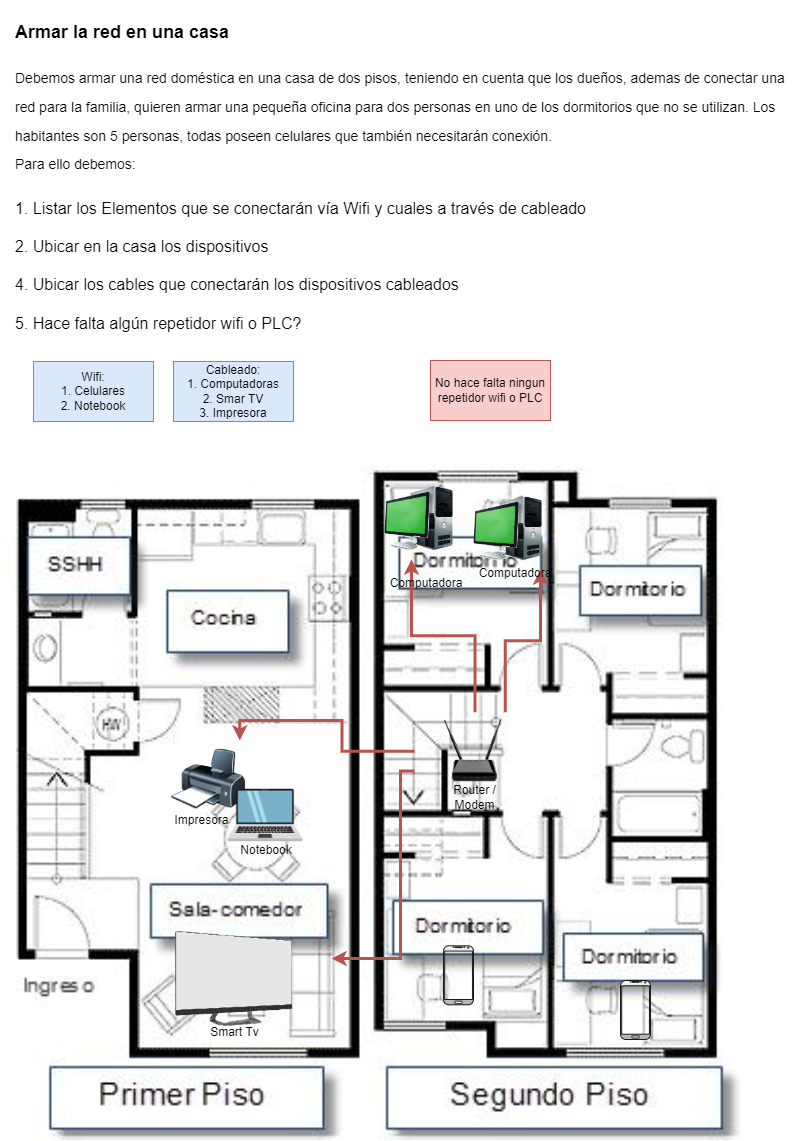 Armar la red en una casa
Debemos armar una red doméstica en una casa de dos pisos, teniendo en cuenta que los dueños, ademas de conectar una
red para la familia, quieren armar una pequeña oficina para dos personas en uno de los dormitorios que no se utilizan. Los
habitantes son 5 personas, todas poseen celulares que también necesitarán conexión.
Para ello debemos:
1. Listar los Elementos que se conectarán vía Wifi y cuales a través de cableado
2. Ubicar en la casa los dispositivos
4. Ubicar los cables que conectarán los dispositivos cableados
5. Hace falta algún repetidor wifi o PLC?
Wifi:
1. Celulares
2. Notebook
Cableado:
1. Computadoras
2. Smar TV
3. Impresora
No hace falta ningun
repetidor wifi o PLC
SSHH
Cocina
HW
Impresora
Notebook
Sala-comedor
Ingreso
Smart Tv
Primer Piso
Dormitorio
Computadora
Computadora
Dormitorio
Router /
Modem
Dormitorio
Dormitorio
Segundo Piso